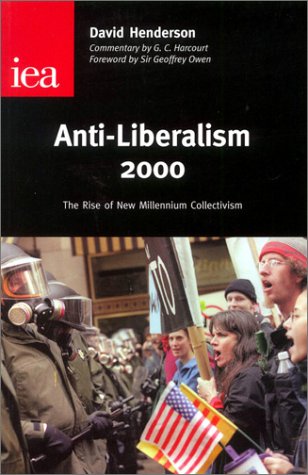 iea
David Henderson
Commentary by G. C. Harcourt
Foreword by Sir Geoffrey Owen
Anti-Liberalism
2000
The Rise of New Millennium Collectivism